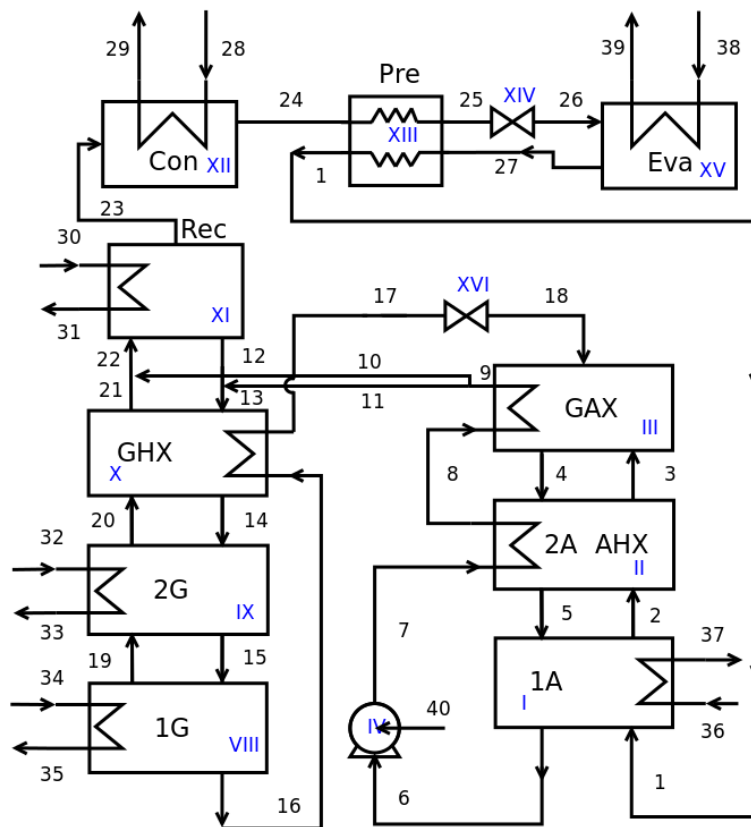 29 28 39 38
Pre
24 25 XIV 26
XIII
Con XII 1 27 Eva XV
23 Rec
30
17 XVI 18
XI
31
22 12 10 9
21 13 11 GAX
III
GHX
X 8 4 3
20 14
32 2A AHX
II
2G
IX
33 7 5 2
19 15 37
34 1A
I
1G 40
VIII IV 36
35
16 6 1